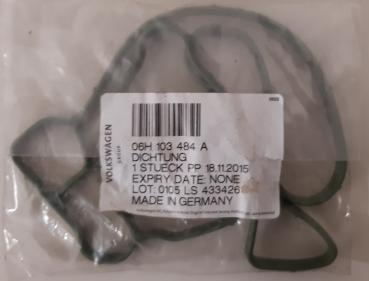 VOLKSWAGEN
GROUP
06H 103 484 A
DICHTUNG
1 STUECK PP 18.11.2015
EXPIRY DATE: NONE
LOT: 0105 LS 433426
MADE IN GERMANY